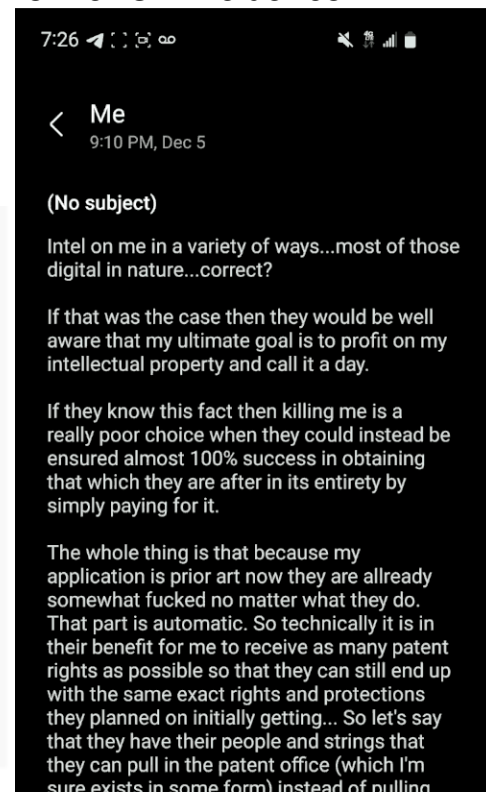 7:26
Me
9:10 PM, Dec 5
(No subject)
Intel on me in a variety of ways...most of those
digital in nature...correct?
If that was the case then they would be well
aware that my ultimate goal is to profit on my
intellectual property and call it a day.
If they know this fact then killing me is a
really poor choice when they could instead be
ensured almost 100% success in obtaining
that which they are after in its entirety by
simply paying for it.
The whole thing is that because my
application is prior art now they are allready
somewhat fucked no matter what they do.
That part is automatic. So technically it is in
their benefit for me to receive as many patent
rights as possible so that they can still end up
with the same exact rights and protections
they planned on initially getting... So let's say
that they have their people and strings that
they can pull in the patent office (which I'm
sure exists in some form) instead of pulling